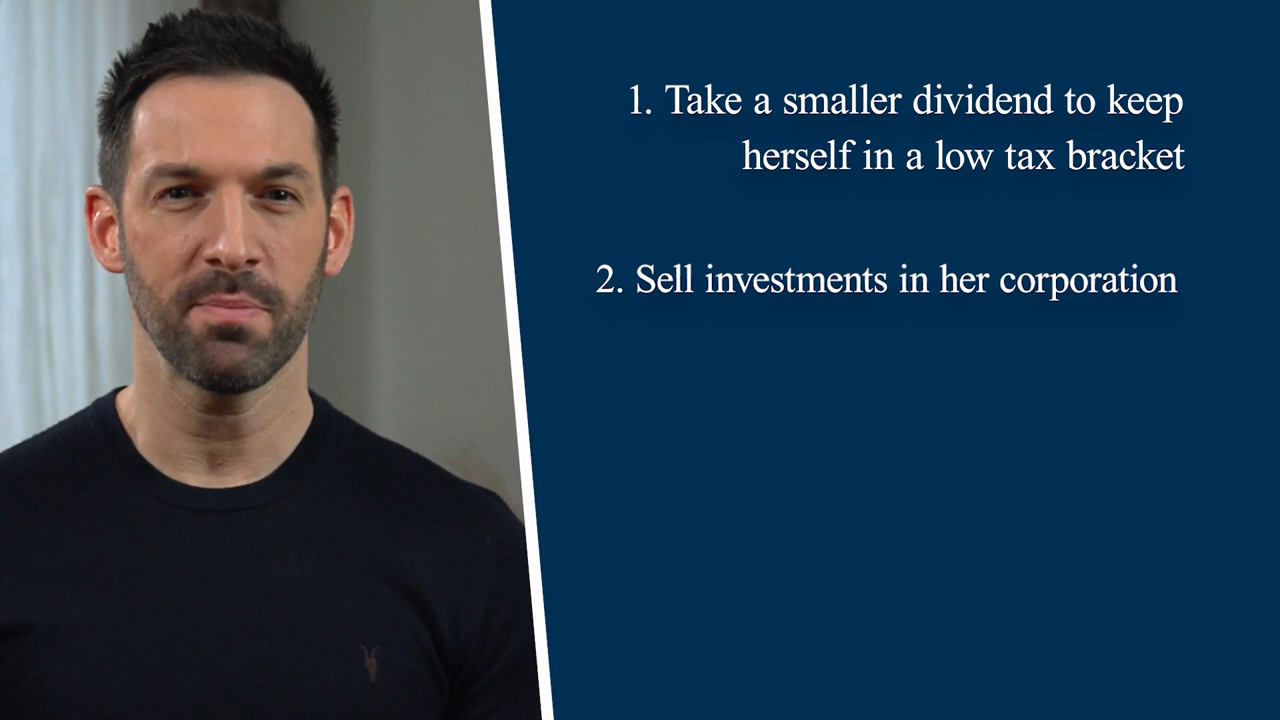 1. Take a smaller dividend to keep
herself in a low tax bracket
2. Sell investments in her corporation